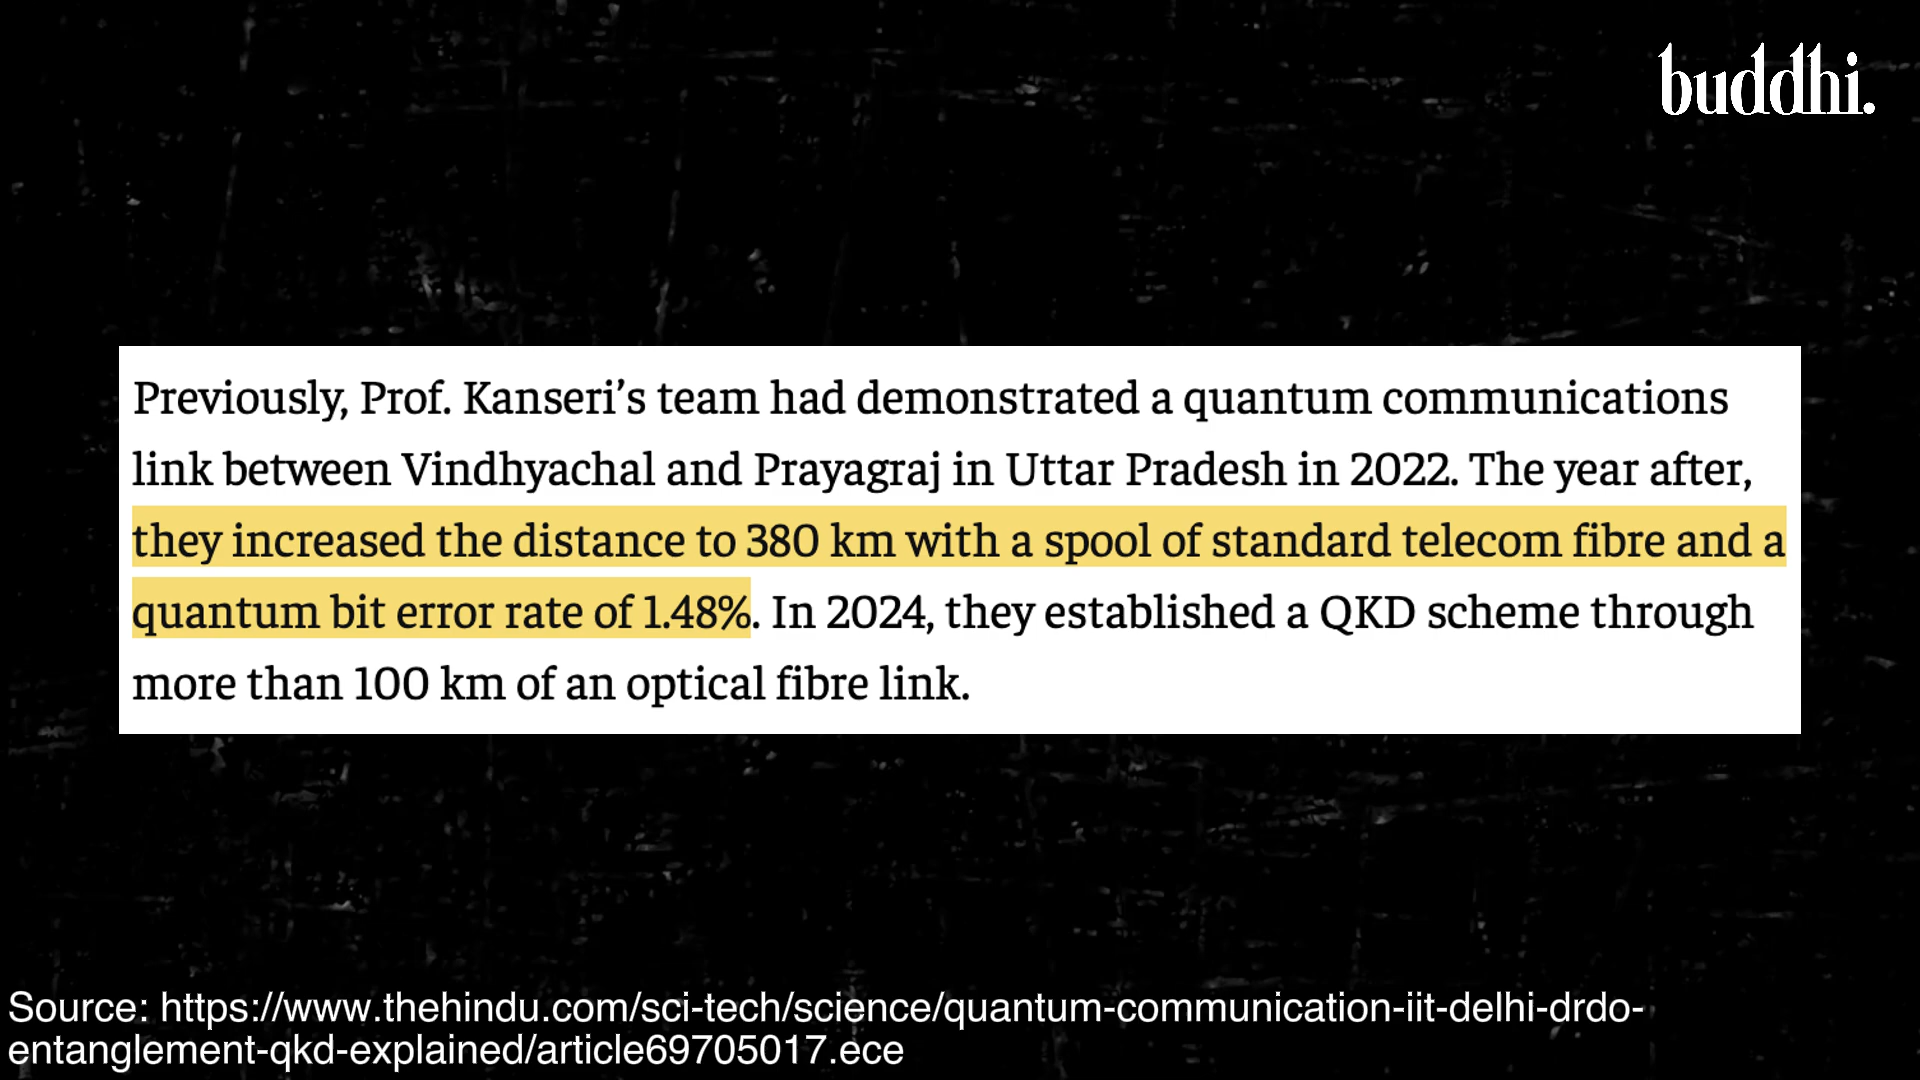 buddhi.
Previously, Prof. Kanseri’s team had demonstrated a quantum communications
link between Vindhyachal and Prayagraj in Uttar Pradesh in 2022. The year after,
they increased the distance to 380 km with a spool of standard telecom fibre and a
quantum bit error rate of 1.48%. In 2024, they established a QKD scheme through
more than 100 km of an optical fibre link.
Source: https://www.thehindu.com/sci-tech/science/quantum-communication-iit-delhi-drdo-
entanglement-qkd-explained/article69705017.ece